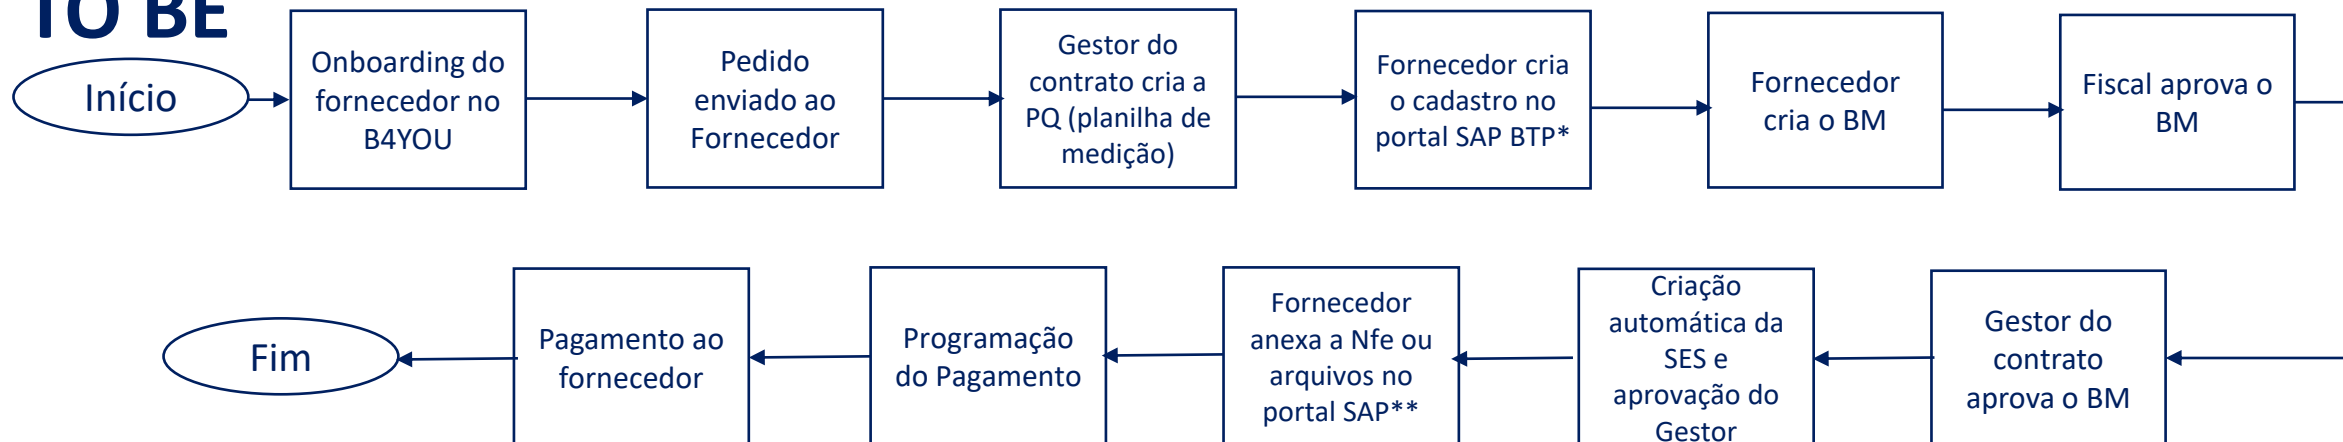 TO BE
Início
Onboarding do
fornecedor no
B4YOU
Pedido
enviado ao
Fornecedor
Gestor do
contrato cria a
PQ (planilha de
medição)
Fornecedor cria
o cadastro no
portal SAP BTP*
Fornecedor
cria o BM
Fiscal aprova o
BM
Fim
Pagamento ao
fornecedor
Programação
do Pagamento
Fornecedor
anexa a Nfe ou
arquivos no
portal SAP**
Criação
automática da
SES e
aprovação do
Gestor
Gestor do
contrato
aprova o BM